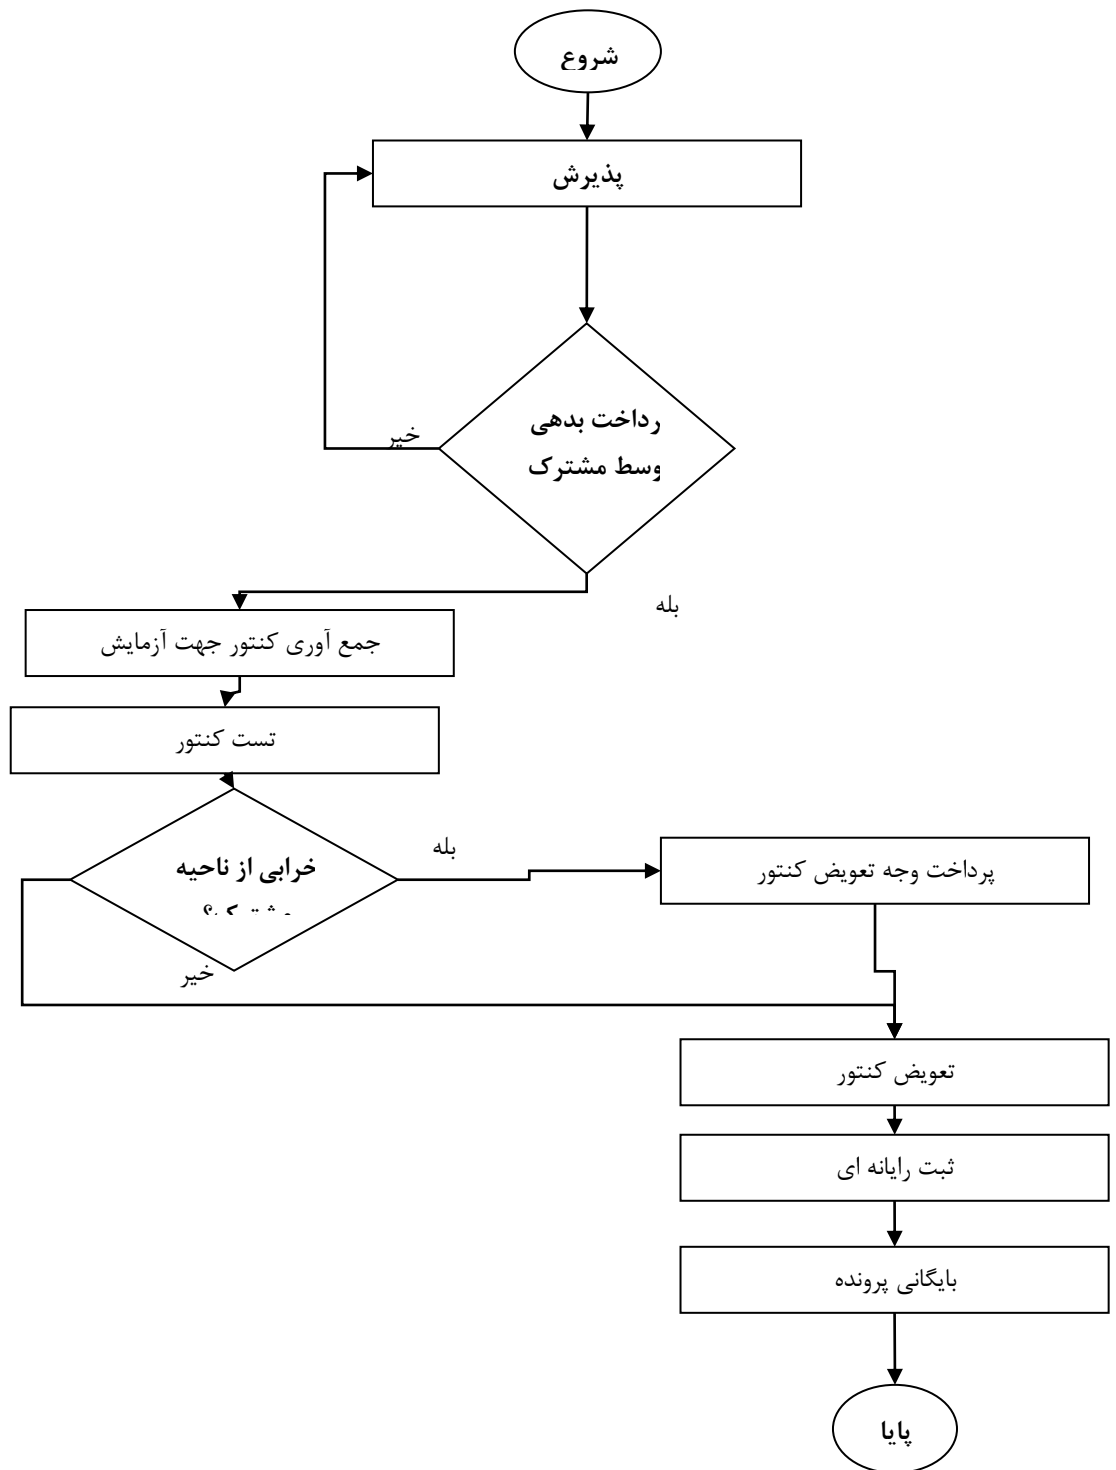 شروع
پذیرش
رداخت بدهی
وسط مشترک
خیر
بله
جمع آوری کنتور جهت آزمایش
تست کنتور
خرابی از ناحیه
بله
پرداخت وجه تعویض کنتور
خیر
تعویض کنتور
ثبت رایانه ای
بایگانی پرونده
پایا